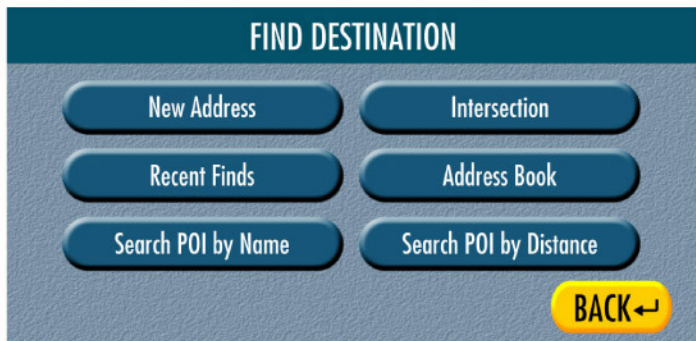 FIND DESTINATION
New Address
Intersection
Recent Finds
Address Book
Search POI by Name
Search POI by Distance
BACK